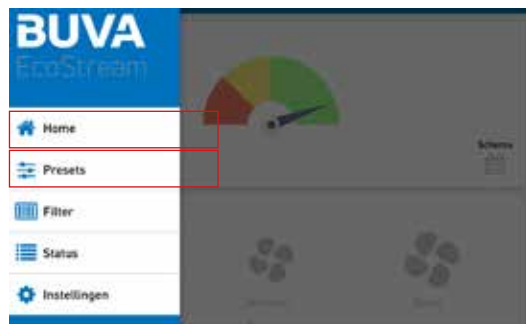 BUVA
EcoStream
Home
Presets
Filter
Status
Instellingen
Schema